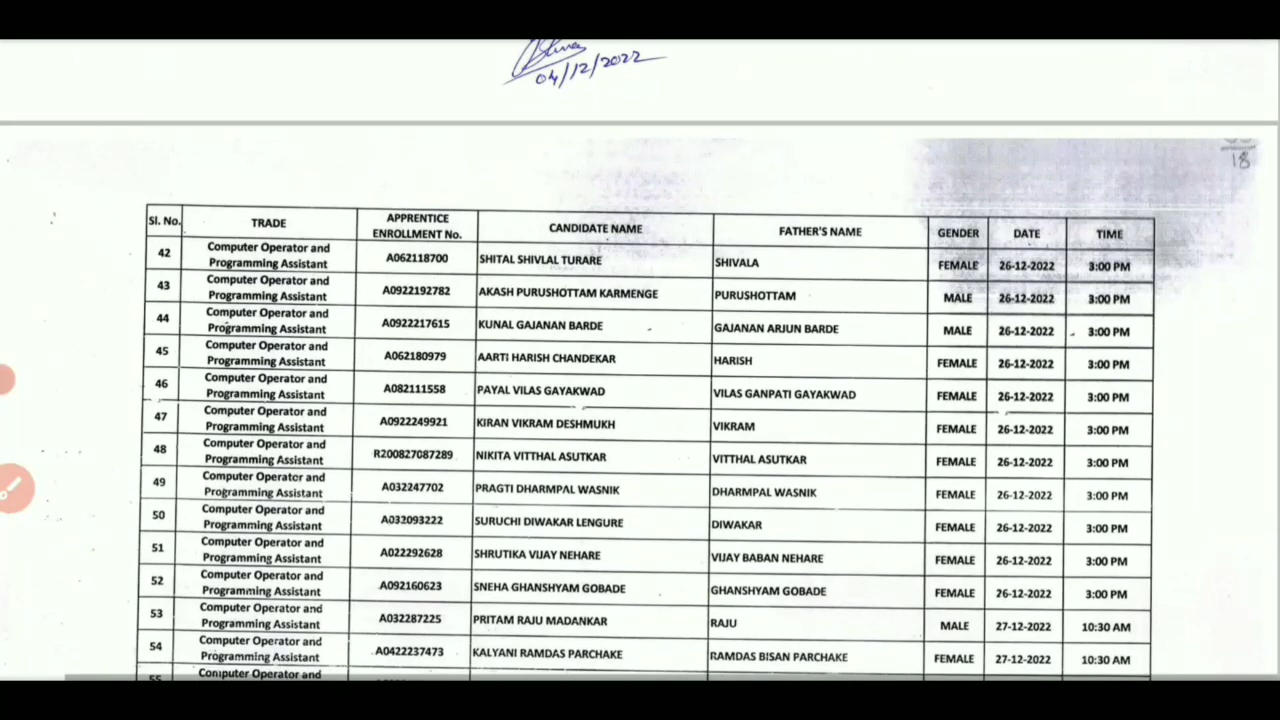 04/12/2022
18
Sl. No. TRADE APPRENTICE ENROLLMENT No. CANDIDATE NAME FATHER'S NAME GENDER DATE TIME
42 Computer Operator and Programming Assistant A062118700 SHITAL SHIVLAL TURARE SHIVALA FEMALE 26-12-2022 3:00 PM
43 Computer Operator and Programming Assistant A0922192782 AKASH PURUSHOTTAM KARMENGE PURUSHOTTAM MALE 26-12-2022 3:00 PM
44 Computer Operator and Programming Assistant A0922217615 KUNAL GAJANAN BARDE GAJANAN ARJUN BARDE MALE 26-12-2022 3:00 PM
45 Computer Operator and Programming Assistant A062180979 AARTI HARISH CHANDEKAR HARISH FEMALE 26-12-2022 3:00 PM
46 Computer Operator and Programming Assistant A082111558 PAYAL VILAS GAYAKWAD VILAS GANPATI GAYAKWAD FEMALE 26-12-2022 3:00 PM
47 Computer Operator and Programming Assistant A0922249921 KIRAN VIKRAM DESHMUKH VIKRAM FEMALE 26-12-2022 3:00 PM
48 Computer Operator and Programming Assistant R200827087289 NIKITA VITTHAL ASUTKAR VITTHAL ASUTKAR FEMALE 26-12-2022 3:00 PM
49 Computer Operator and Programming Assistant A032247702 PRAGTI DHARMPAL WASNIK DHARMPAL WASNIK FEMALE 26-12-2022 3:00 PM
50 Computer Operator and Programming Assistant A032093222 SURUCHI DIWAKAR LENGURE DIWAKAR FEMALE 26-12-2022 3:00 PM
51 Computer Operator and Programming Assistant A022292628 SHRUTIKA VIJAY NEHARE VIJAY BABAN NEHARE FEMALE 26-12-2022 3:00 PM
52 Computer Operator and Programming Assistant A092160623 SNEHA GHANSHYAM GOBADE GHANSHYAM GOBADE FEMALE 26-12-2022 3:00 PM
53 Computer Operator and Programming Assistant A032287225 PRITAM RAJU MADANKAR RAJU MALE 27-12-2022 10:30 AM
54 Computer Operator and Programming Assistant A0422237473 KALYANI RAMDAS PARCHAKE RAMDAS BISAN PARCHAKE FEMALE 27-12-2022 10:30 AM
55 Computer Operator and